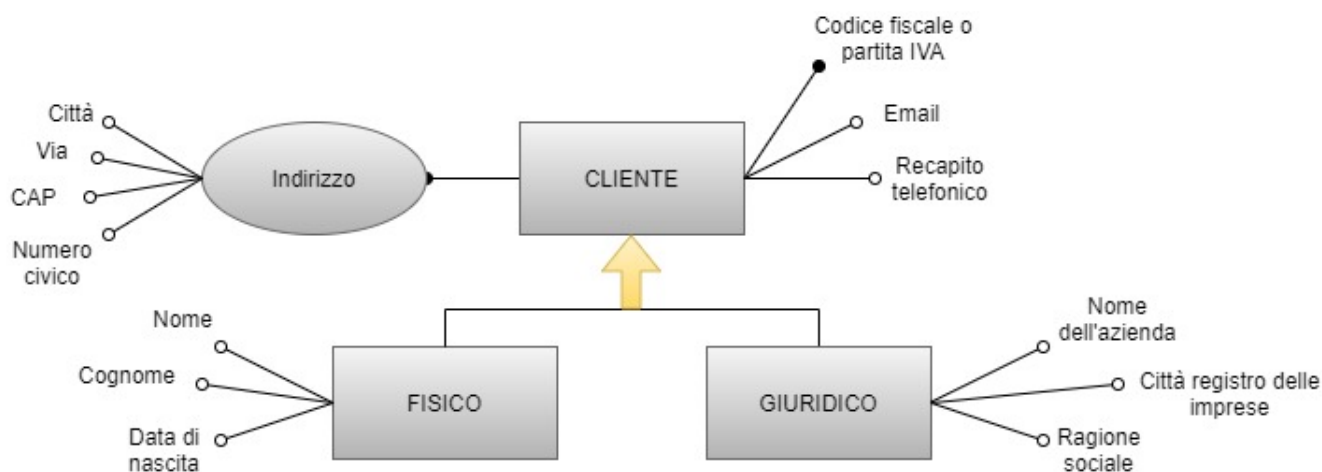 Codice fiscale o
partita IVA
Città
Email
Via
Indirizzo
CLIENTE
Recapito
telefonico
CAP
Numero
civico
Nome
Nome
dell'azienda
Cognome
Città registro delle
imprese
FISICO
GIURIDICO
Data di
nascita
Ragione
sociale